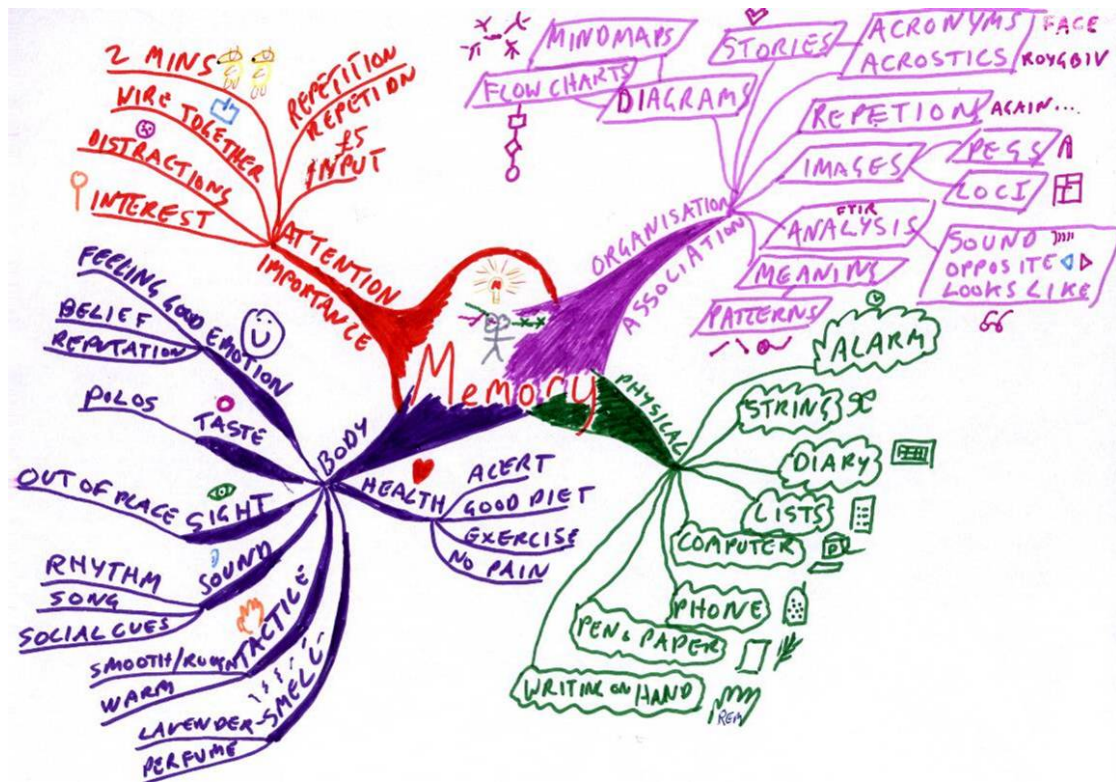 Memory
ATTENTION
IMPORTANCE
2 MINS
WIRE TOGETHER
DISTRACTIONS
INTEREST
REPETITION
REPETION
£5
INPUT
ORGANISATION
ASSOCIATION
MINDMAPS
FLOWCHARTS
DIAGRAMS
STORIES
ACRONYMS FACE
ACROSTICS ROYGBIV
REPETION AGAIN...
IMAGES
PEGS
LOCI
ANALYSIS
SOUND
OPPOSITE
LOOKS LIKE
66
MEANING
PATTERNS
PHYSICAL
ALARM
STRING
DIARY
LISTS
COMPUTER
PHONE
PEN & PAPER
WRITING ON HAND
REM
BODY
EMOTION
FEELING GOOD
BELIEF
REPUTATION
TASTE
POLOS
SIGHT
OUT OF PLACE
SOUND
RHYTHM
SONG
SOCIAL CUES
TACTILE
SMOOTH/ROUGH
WARM
SMELL
LAVENDER
PERFUME
HEALTH
ALERT
GOOD DIET
EXERCISE
NO PAIN